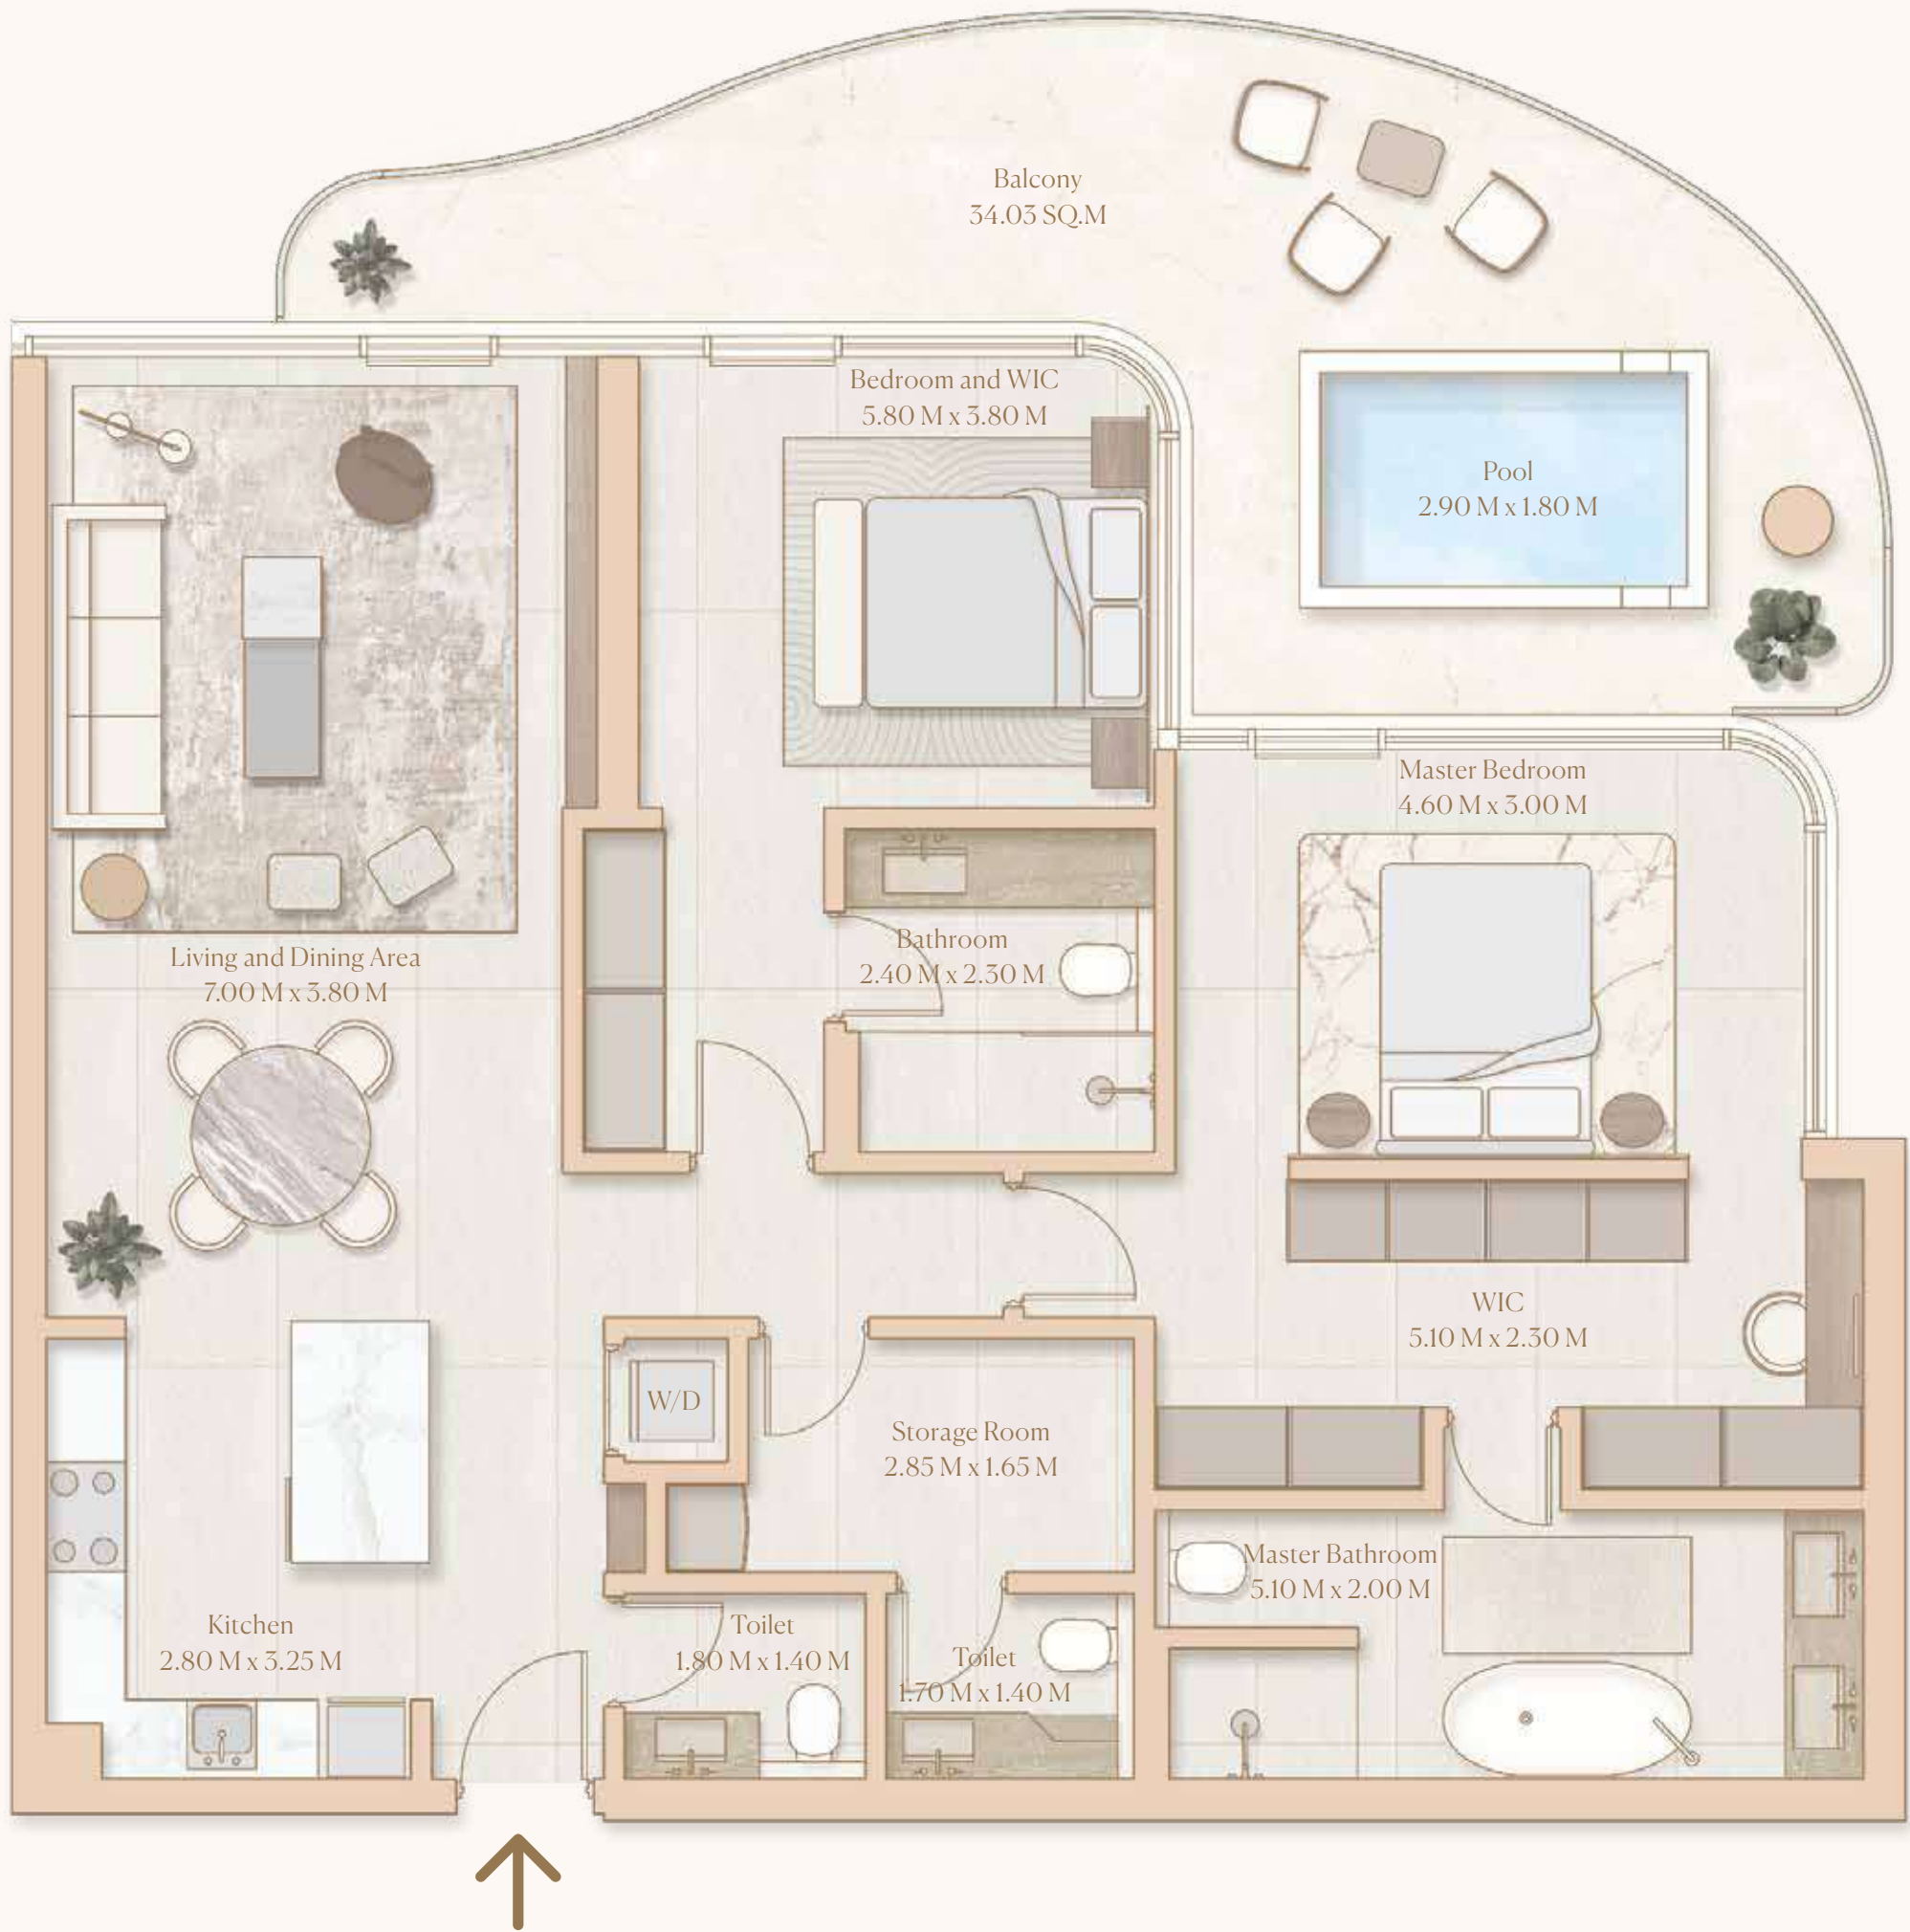 Balcony
34.03 SQ.M
Bedroom and WIC
5.80 M x 3.80 M
Pool
2.90 M x 1.80 M
Master Bedroom
4.60 M x 3.00 M
Living and Dining Area
7.00 M x 3.80 M
Bathroom
2.40 M x 2.30 M
WIC
5.10 M x 2.30 M
W/D
Storage Room
2.85 M x 1.65 M
Master Bathroom
5.10 M x 2.00 M
Kitchen
2.80 M x 3.25 M
Toilet
1.80 M x 1.40 M
Toilet
1.70 M x 1.40 M